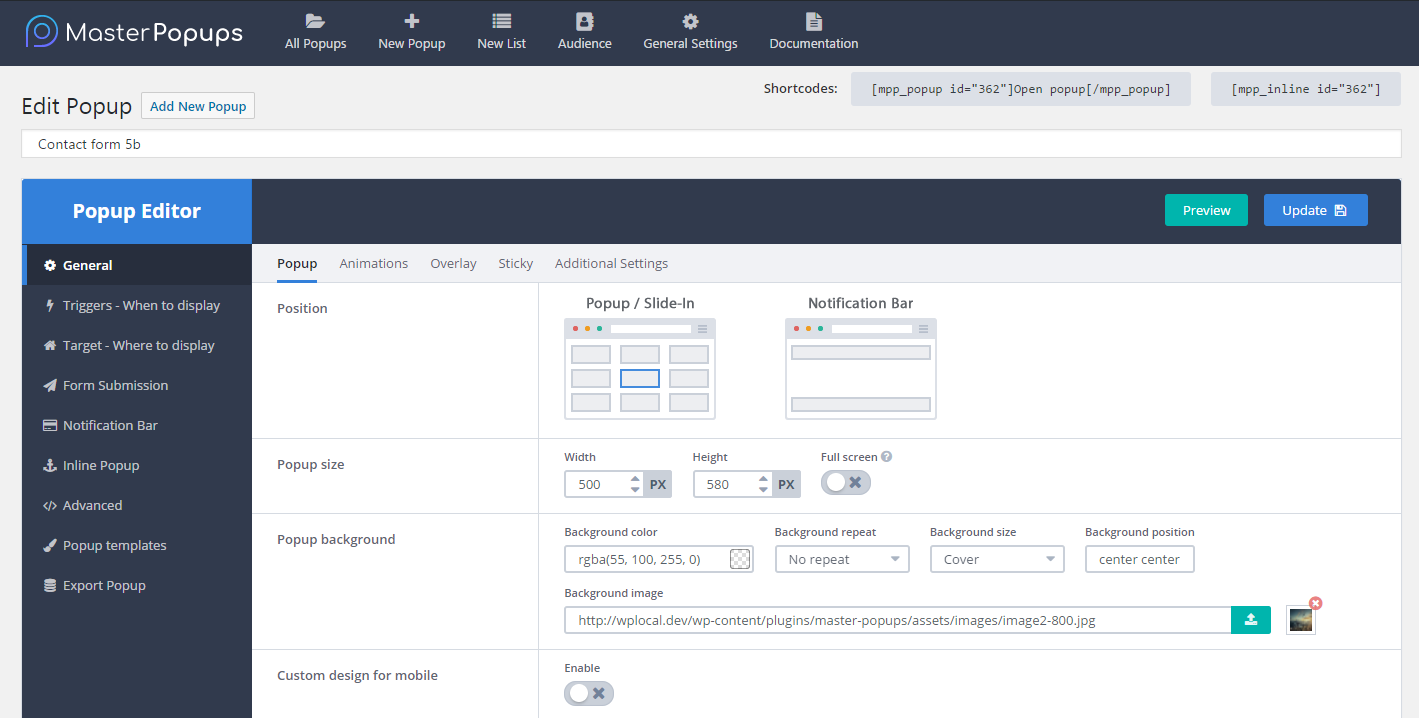 MasterPopups
All Popups
New Popup
New List
Audience
General Settings
Documentation
Shortcodes: [mpp_popup id="362"]Open popup[/mpp_popup] [mpp_inline id="362"]
Edit Popup Add New Popup
Contact form 5b
Popup Editor
Preview Update
General
Triggers - When to display
Target - Where to display
Form Submission
Notification Bar
Inline Popup
Advanced
Popup templates
Export Popup
Popup Animations Overlay Sticky Additional Settings
Position
Popup / Slide-In Notification Bar
Popup size
Width Height Full screen ?
500 PX 580 PX
Popup background
Background color Background repeat Background size Background position
rgba(55, 100, 255, 0) No repeat Cover center center
Background image
http://wplocal.dev/wp-content/plugins/master-popups/assets/images/image2-800.jpg
Custom design for mobile
Enable